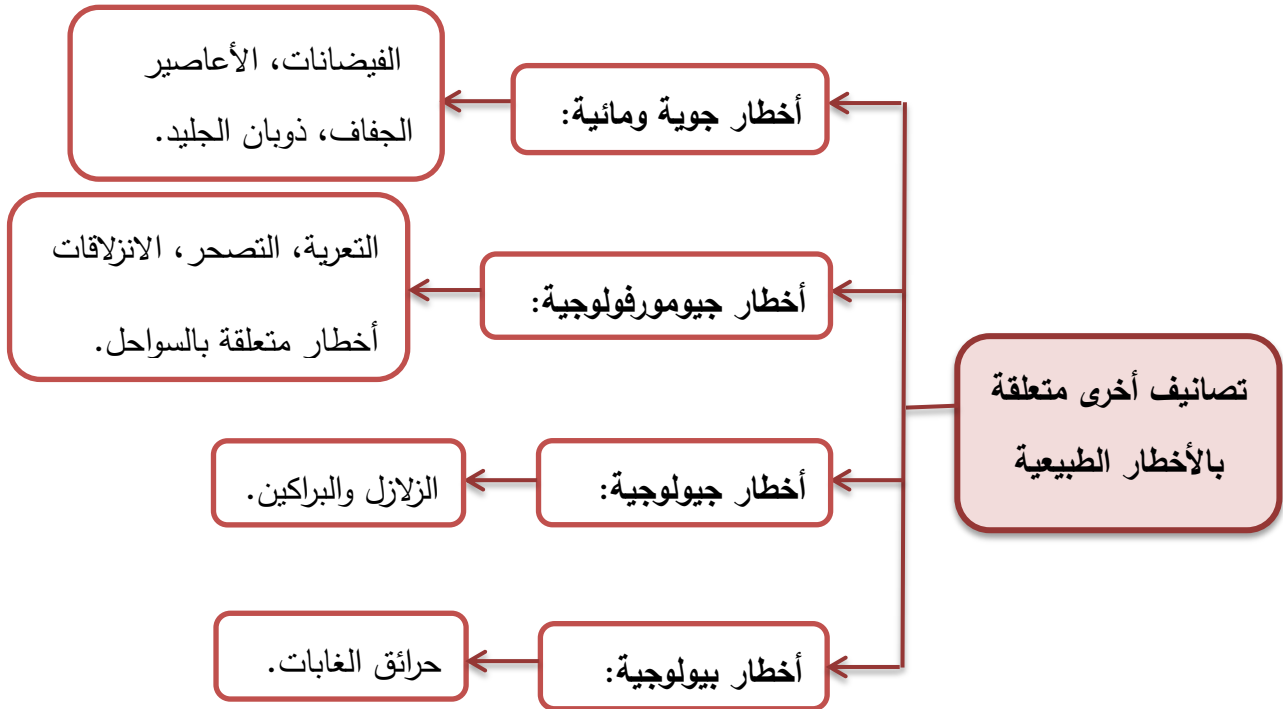 تصانيف أخرى متعلقة
بالأخطار الطبيعية
أخطار جوية ومائية:
الفيضانات، الأعاصير
الجفاف، ذوبان الجليد.
أخطار جيومورفولوجية:
التعرية، التصحر، الانزلاقات
أخطار متعلقة بالسواحل.
أخطار جيولوجية:
الزلازل والبراكين.
أخطار بيولوجية:
حرائق الغابات.